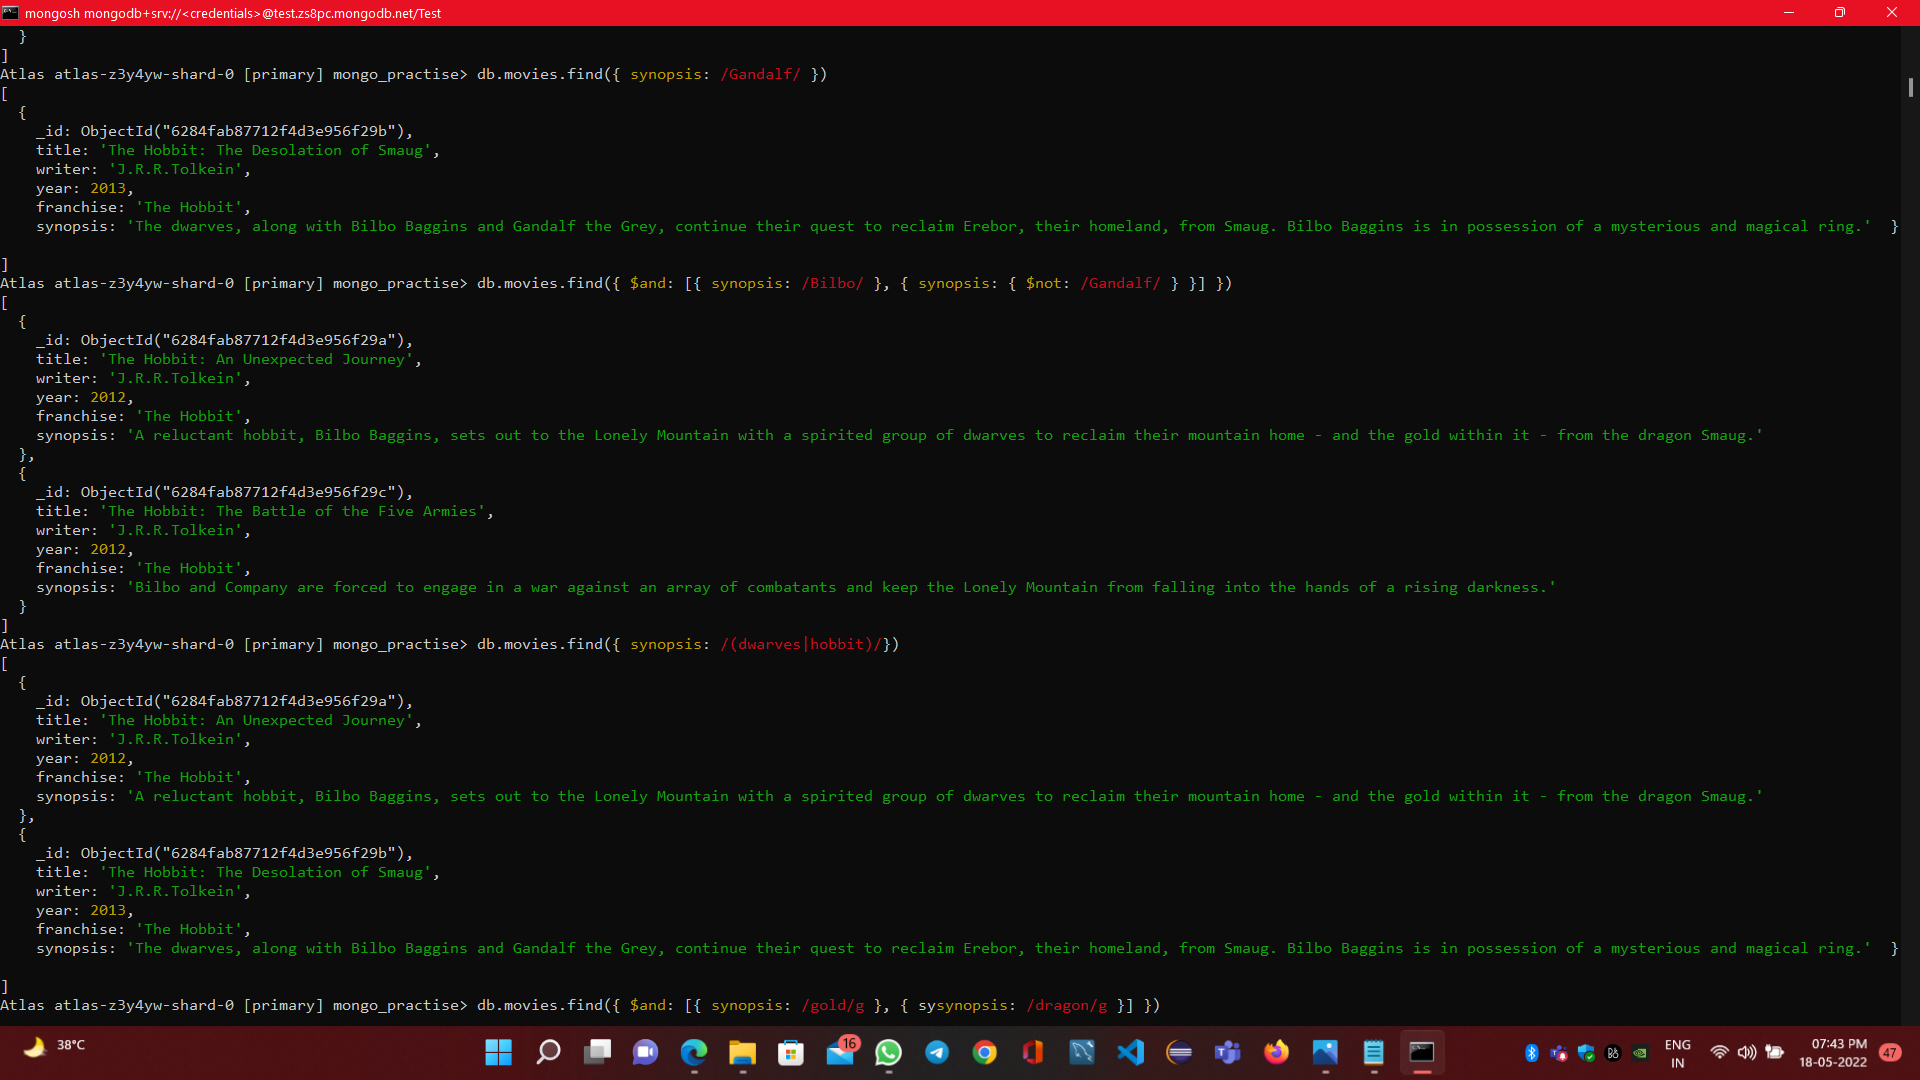 mongosh mongodb+srv://<credentials>@test.zs8pc.mongodb.net/Test
  }
]
Atlas atlas-z3y4yw-shard-0 [primary] mongo_practise> db.movies.find({ synopsis: /Gandalf/ })
[
  {
    _id: ObjectId("6284fab87712f4d3e956f29b"),
    title: 'The Hobbit: The Desolation of Smaug',
    writer: 'J.R.R.Tolkein',
    year: 2013,
    franchise: 'The Hobbit',
    synopsis: 'The dwarves, along with Bilbo Baggins and Gandalf the Grey, continue their quest to reclaim Erebor, their homeland, from Smaug. Bilbo Baggins is in possession of a mysterious and magical ring.'  }
]
Atlas atlas-z3y4yw-shard-0 [primary] mongo_practise> db.movies.find({ $and: [{ synopsis: /Bilbo/ }, { synopsis: { $not: /Gandalf/ } }] })
[
  {
    _id: ObjectId("6284fab87712f4d3e956f29a"),
    title: 'The Hobbit: An Unexpected Journey',
    writer: 'J.R.R.Tolkein',
    year: 2012,
    franchise: 'The Hobbit',
    synopsis: 'A reluctant hobbit, Bilbo Baggins, sets out to the Lonely Mountain with a spirited group of dwarves to reclaim their mountain home - and the gold within it - from the dragon Smaug.'
  },
  {
    _id: ObjectId("6284fab87712f4d3e956f29c"),
    title: 'The Hobbit: The Battle of the Five Armies',
    writer: 'J.R.R.Tolkein',
    year: 2012,
    franchise: 'The Hobbit',
    synopsis: 'Bilbo and Company are forced to engage in a war against an array of combatants and keep the Lonely Mountain from falling into the hands of a rising darkness.'
  }
]
Atlas atlas-z3y4yw-shard-0 [primary] mongo_practise> db.movies.find({ synopsis: /(dwarves|hobbit)/})
[
  {
    _id: ObjectId("6284fab87712f4d3e956f29a"),
    title: 'The Hobbit: An Unexpected Journey',
    writer: 'J.R.R.Tolkein',
    year: 2012,
    franchise: 'The Hobbit',
    synopsis: 'A reluctant hobbit, Bilbo Baggins, sets out to the Lonely Mountain with a spirited group of dwarves to reclaim their mountain home - and the gold within it - from the dragon Smaug.'
  },
  {
    _id: ObjectId("6284fab87712f4d3e956f29b"),
    title: 'The Hobbit: The Desolation of Smaug',
    writer: 'J.R.R.Tolkein',
    year: 2013,
    franchise: 'The Hobbit',
    synopsis: 'The dwarves, along with Bilbo Baggins and Gandalf the Grey, continue their quest to reclaim Erebor, their homeland, from Smaug. Bilbo Baggins is in possession of a mysterious and magical ring.'  }
]
Atlas atlas-z3y4yw-shard-0 [primary] mongo_practise> db.movies.find({ $and: [{ synopsis: /gold/g }, { sysynopsis: /dragon/g }] })
38°C
16
ENG
IN
07:43 PM
18-05-2022
47